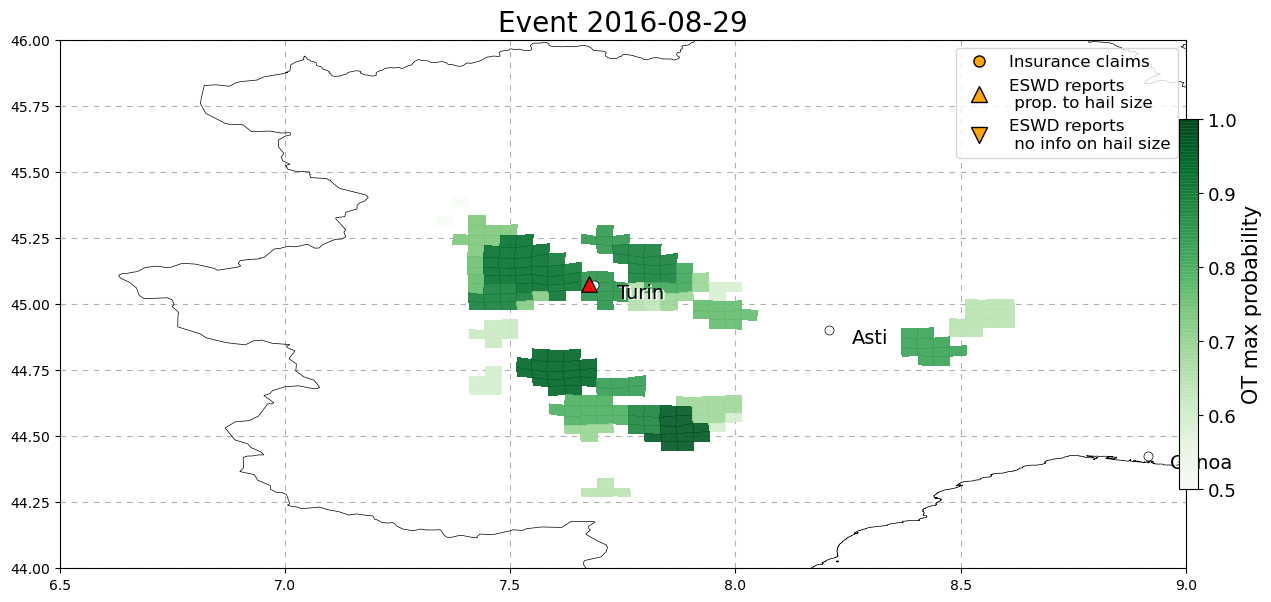 Event 2016-08-29
46.00
45.75
45.50
45.25
45.00
44.75
44.50
44.25
44.00
6.5
7.0
7.5
8.0
8.5
9.0
Insurance claims
ESWD reports
prop. to hail size
ESWD reports
no info on hail size
Turin
Asti
1.0
0.9
0.8
0.7
0.6
0.5
OT max probability